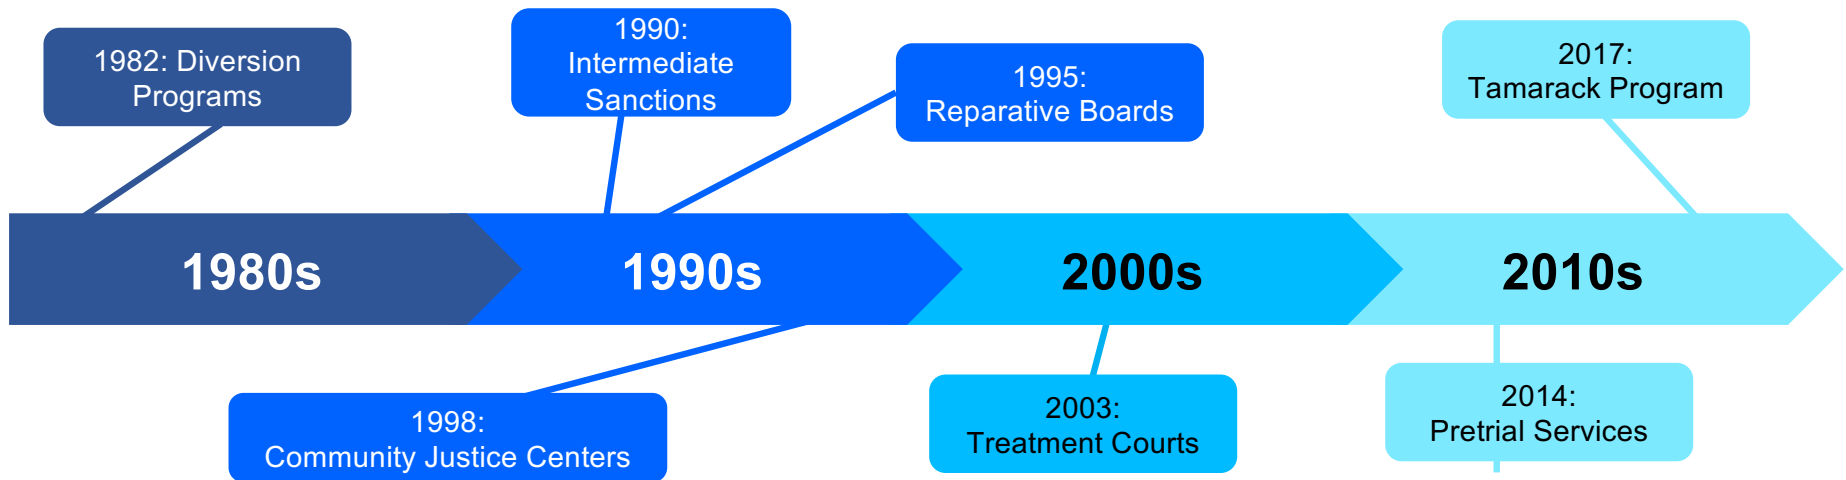 1982: Diversion
Programs
1990:
Intermediate
Sanctions
1995:
Reparative Boards
2017:
Tamarack Program
1980s
1990s
2000s
2010s
1998:
Community Justice Centers
2003:
Treatment Courts
2014:
Pretrial Services